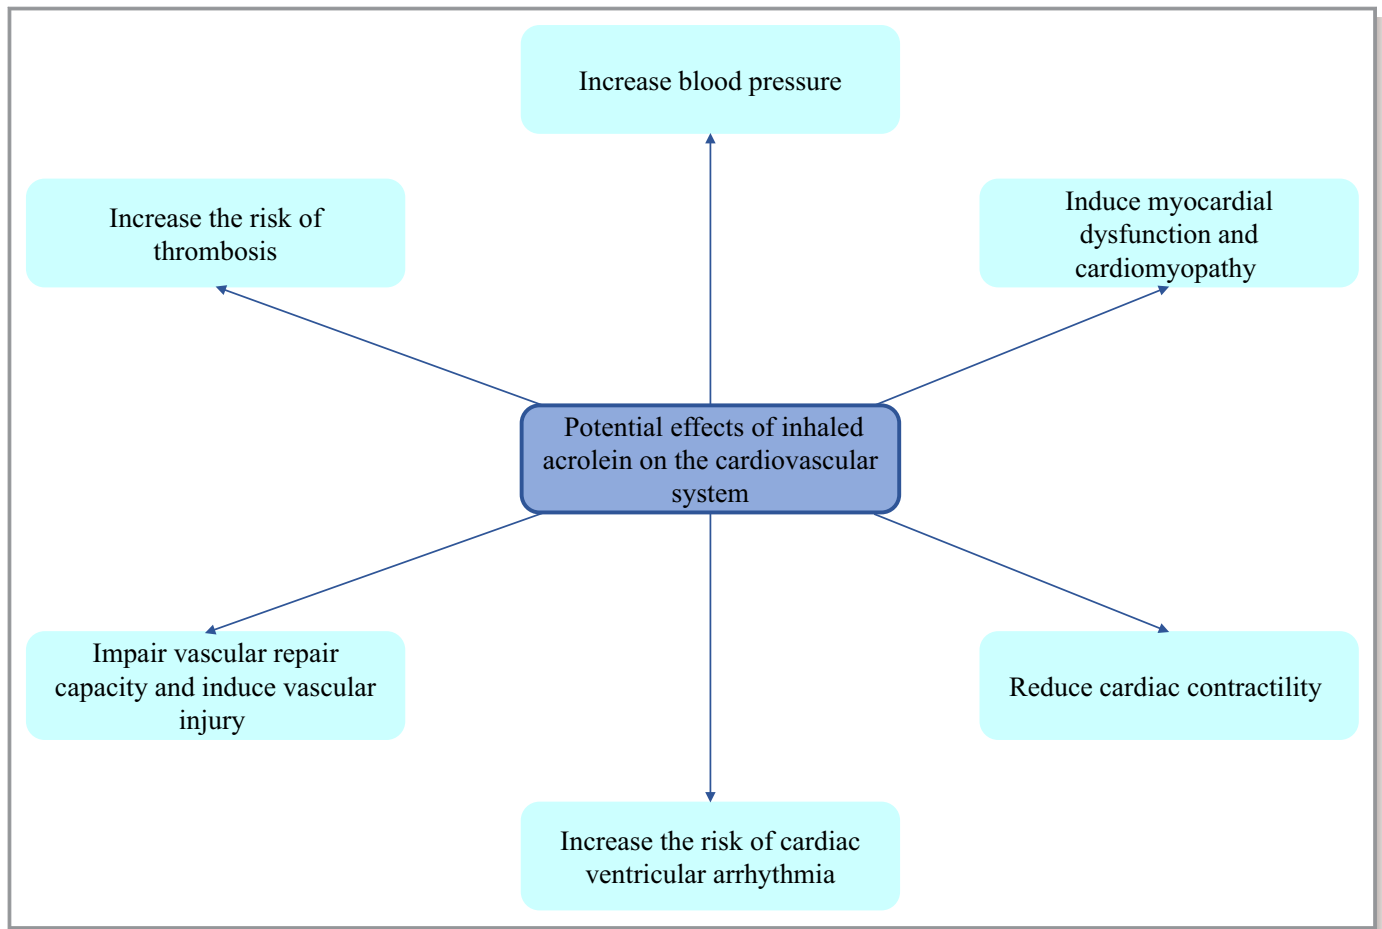 Increase blood pressure
Increase the risk of
thrombosis
Induce myocardial
dysfunction and
cardiomyopathy
Potential effects of inhaled
acrolein on the cardiovascular
system
Impair vascular repair
capacity and induce vascular
injury
Reduce cardiac contractility
Increase the risk of cardiac
ventricular arrhythmia